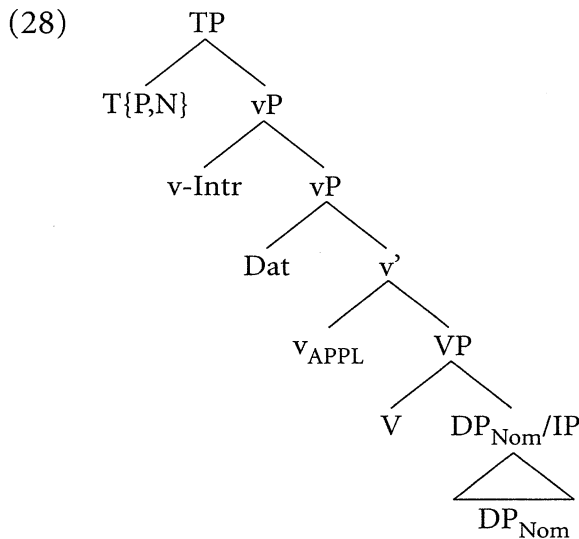 (28)
TP
T{P,N} vP
v-Intr vP
Dat v'
vAPPL VP
V DPNom/IP
DPNom